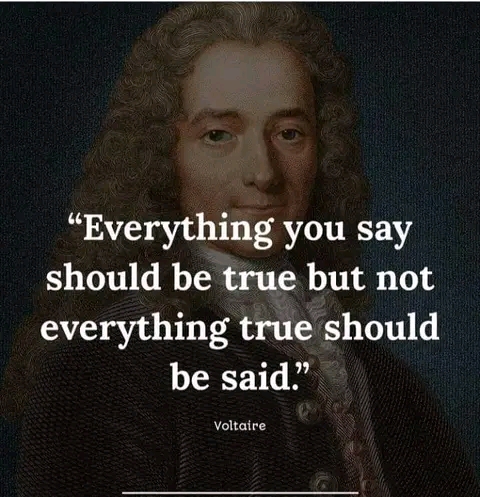 “Everything you say
should be true but not
everything true should
be said.”
Voltaire